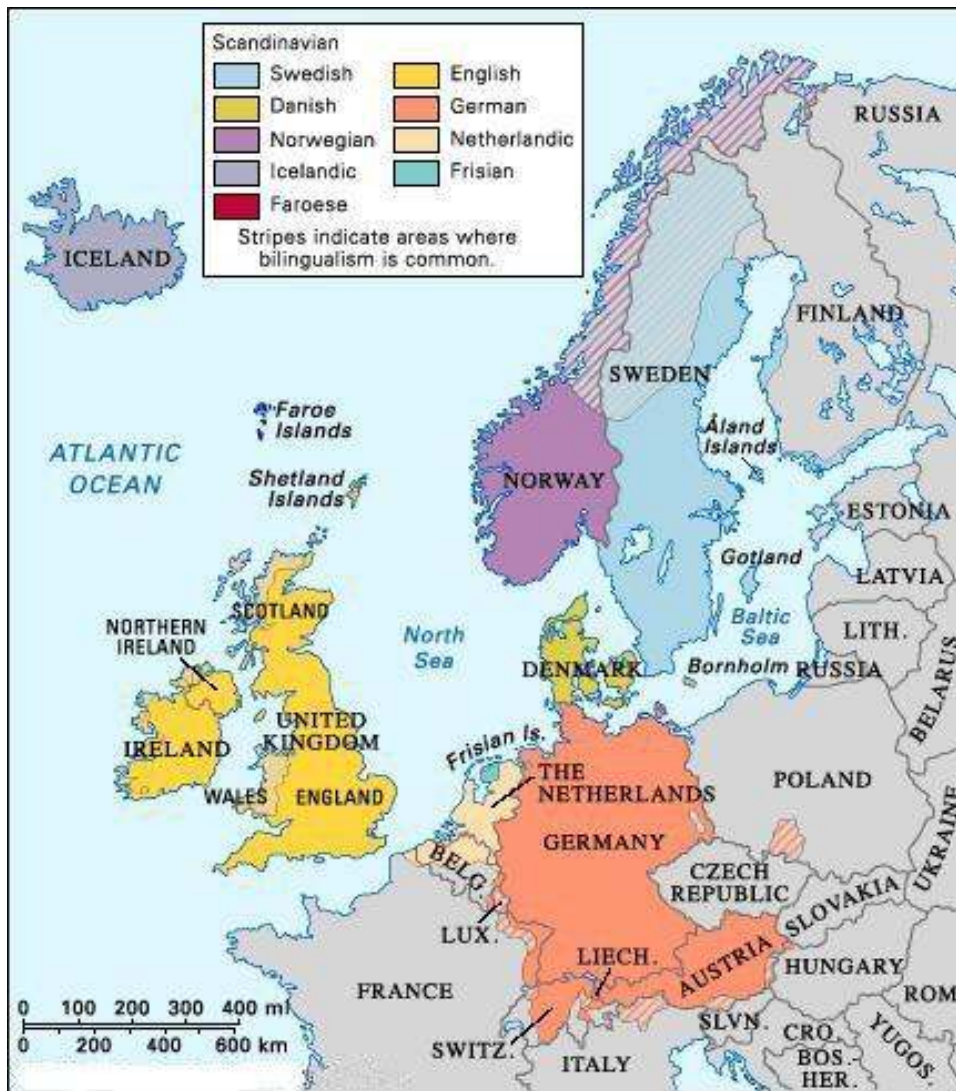 Scandinavian
Swedish
Danish
Norwegian
Icelandic
Faroese
English
German
Netherlandic
Frisian
Stripes indicate areas where
bilingualism is common.
RUSSIA
ICELAND
FINLAND
SWEDEN
Faroe
Islands
Åland
Islands
ATLANTIC
OCEAN
Shetland
Islands
NORWAY
ESTONIA
Gotland
LATVIA
SCOTLAND
NORTHERN
IRELAND
North
Sea
Baltic
Sea
LITH.
DENMARK
Bornholm
RUSSIA
BELARUS
UNITED
KINGDOM
IRELAND
Frisian Is.
THE
NETHERLANDS
POLAND
WALES
ENGLAND
GERMANY
BELG.
CZECH
REPUBLIC
UKRAINE
SLOVAKIA
LUX.
LIECH.
AUSTRIA
HUNGARY
FRANCE
ROM
SWITZ.
ITALY
SLVN.
CRO.
BOS.-
HER
YUGOS
0 100 200 300 400 mi
0 200 400 600 km